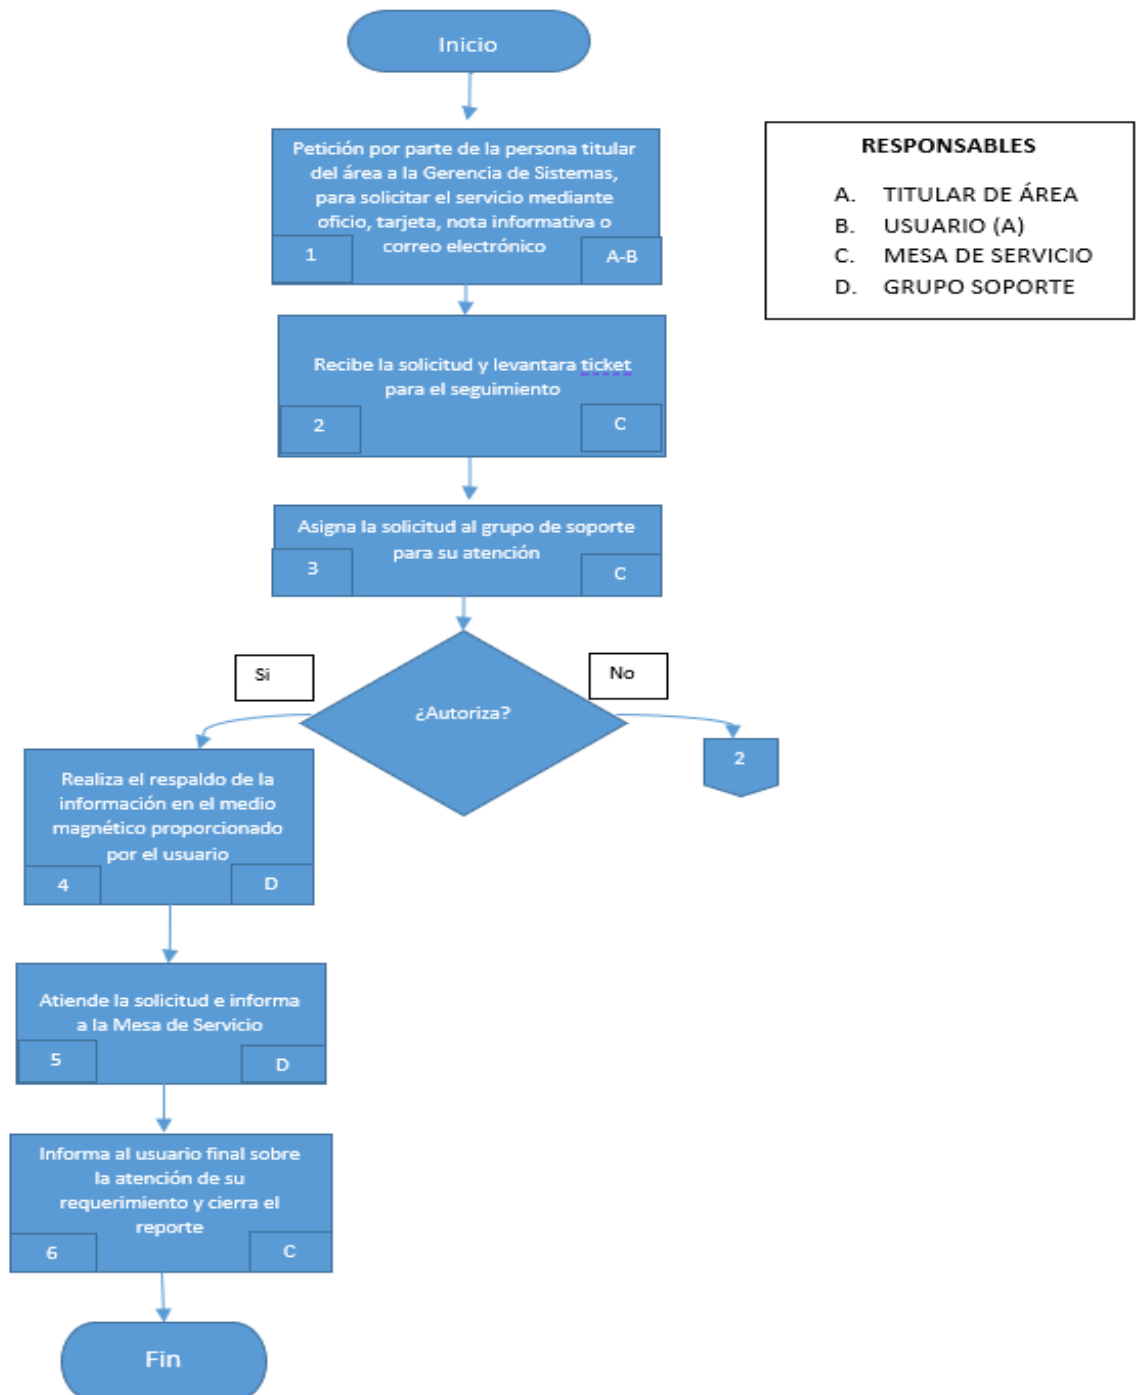 Inicio
Petición por parte de la persona titular
del área a la Gerencia de Sistemas,
para solicitar el servicio mediante
oficio, tarjeta, nota informativa o
correo electrónico
1
A-B
RESPONSABLES
A. TITULAR DE ÁREA
B. USUARIO (A)
C. MESA DE SERVICIO
D. GRUPO SOPORTE
Recibe la solicitud y levantara ticket
para el seguimiento
2
C
Asigna la solicitud al grupo de soporte
para su atención
3
C
Si
No
¿Autoriza?
2
Realiza el respaldo de la
información en el medio
magnético proporcionado
por el usuario
4
D
Atiende la solicitud e informa
a la Mesa de Servicio
5
D
Informa al usuario final sobre
la atención de su
requerimiento y cierra el
reporte
6
C
Fin